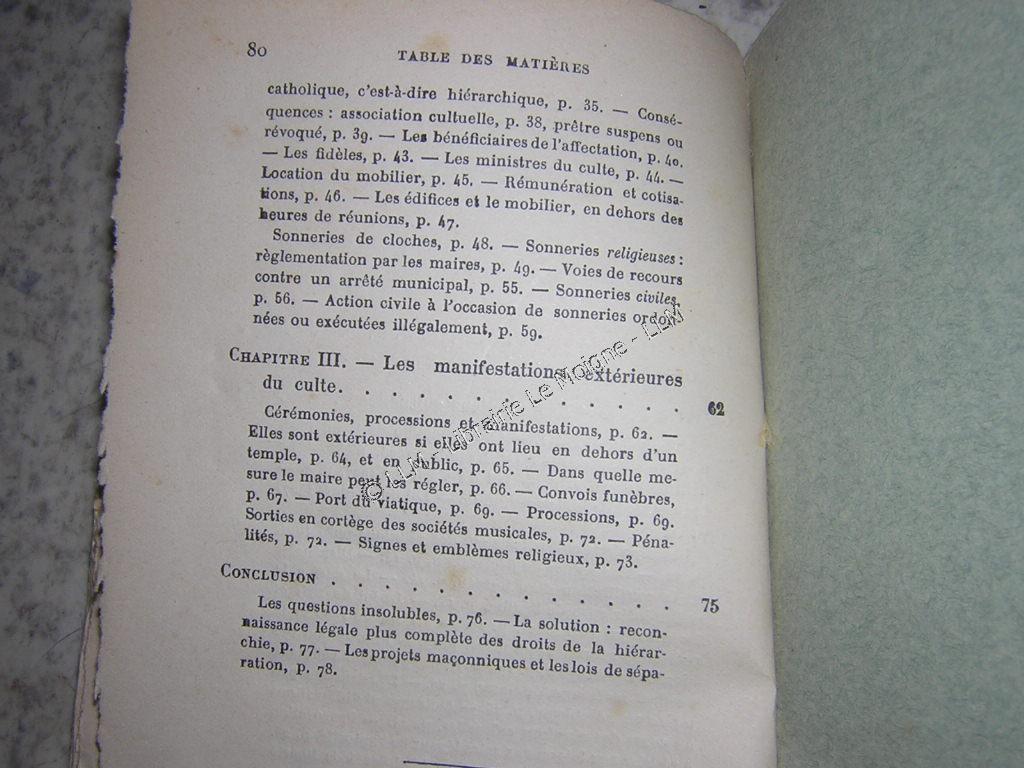 80
TABLE DES MATIÈRES
catholique, c'est-à-dire hiérarchique, p. 35. — Consé-
quences : association cultuelle, p. 38, prêtre suspens ou
révoqué, p. 39. — Les bénéficiaires de l'affectation, p. 40.
— Les fidèles, p. 43. — Les ministres du culte, p. 44. —
Location du mobilier, p. 45. — Rémunération et cotisa-
tions, p. 46. — Les édifices et le mobilier, en dehors des
heures de réunions, p. 47.
Sonneries de cloches, p. 48. — Sonneries religieuses :
règlementation par les maires, p. 49. — Voies de recours
contre un arrêté municipal, p. 55. — Sonneries civiles,
p. 56. — Action civile à l'occasion de sonneries ordon-
nées ou exécutées illégalement, p. 59.
CHAPITRE III. — Les manifestations extérieures
du culte. . . . . . . . . . . . . . 62
Cérémonies, processions et manifestations, p. 62. —
Elles sont extérieures si elles ont lieu en dehors d'un
temple, p. 64, et en public, p. 65. — Dans quelle me-
sure le maire peut les régler, p. 66. — Convois funèbres,
p. 67. — Port du viatique, p. 69. — Processions, p. 69.
Sorties en cortège des sociétés musicales, p. 72. — Péna-
lités, p. 72. — Signes et emblèmes religieux, p. 73.
CONCLUSION . . . . . . . . . . . . . 75
Les questions insolubles, p. 76. — La solution : recon-
naissance légale plus complète des droits de la hiérar-
chie, p. 77. — Les projets maçonniques et les lois de sépa-
ration, p. 78.
© LLM - Librairie Le Moigne - LLM